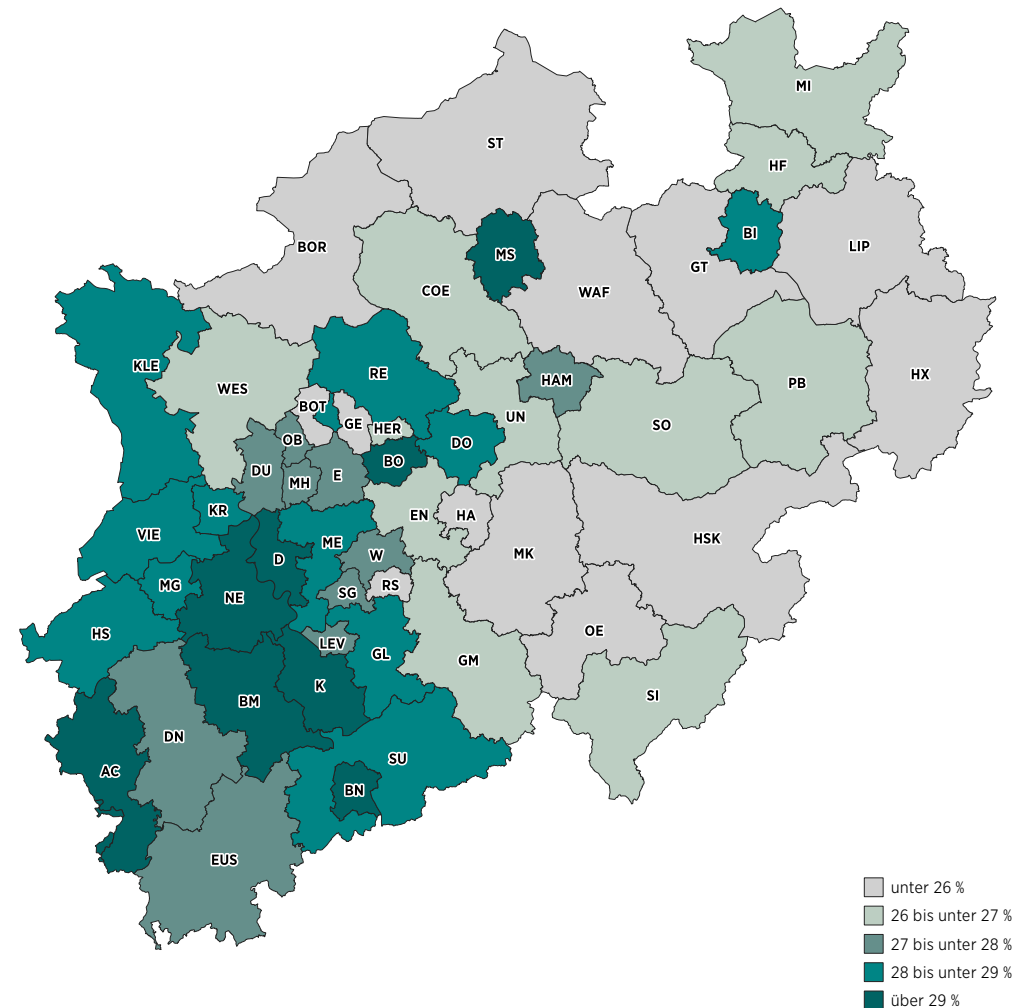 MI
ST
HF
BI
BOR
MS
LIP
GT
COE
WAF
KLE
RE
HAM
HX
WES
PB
BOT
UN
GE
HER
SO
OB
DO
BO
DU
E
MH
KR
EN
HA
VIE
HSK
ME
MK
W
D
MG
RS
SG
NE
HS
OE
LEV
GL
GM
K
SI
BM
DN
SU
AC
BN
EUS
unter 26 %
26 bis unter 27 %
27 bis unter 28 %
28 bis unter 29 %
über 29 %